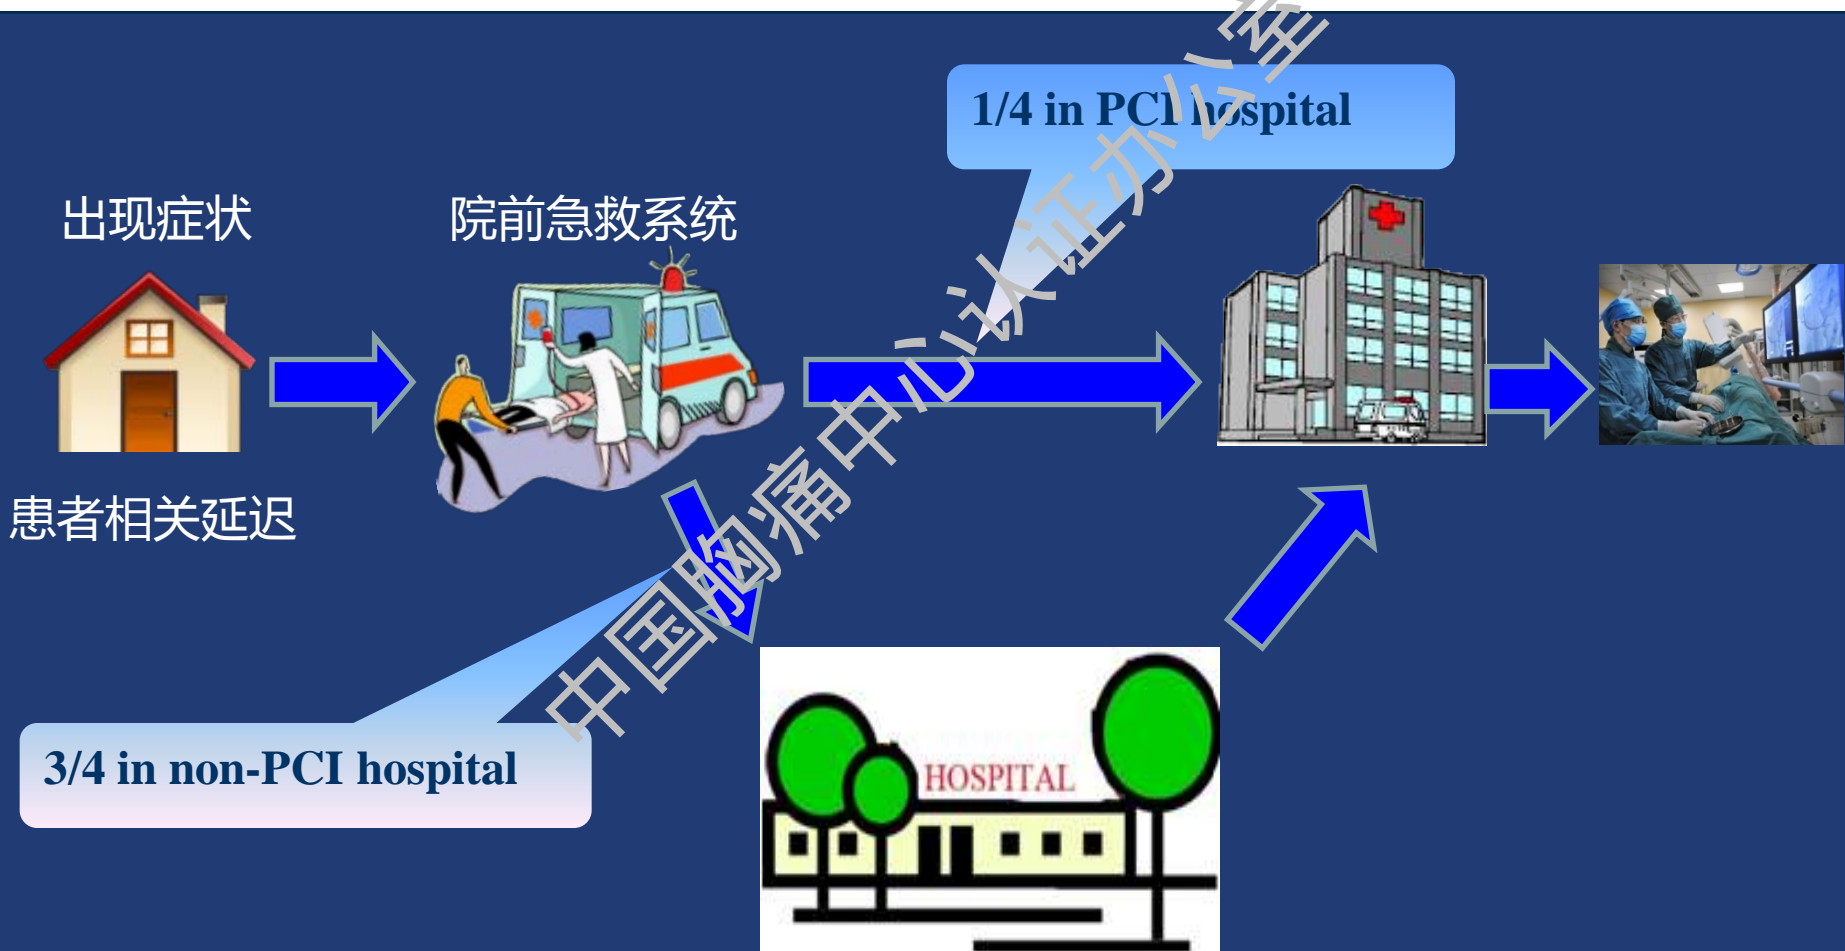 1/4 in PCI hospital
出现症状
院前急救系统
患者相关延迟
3/4 in non-PCI hospital
HOSPITAL
中国胸痛中心认证办公室